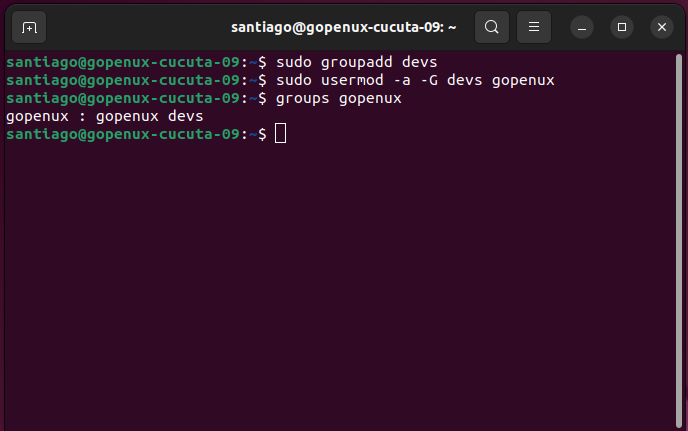 santiago@gopenux-cucuta-09: ~
santiago@gopenux-cucuta-09:~$ sudo groupadd devs
santiago@gopenux-cucuta-09:~$ sudo usermod -a -G devs gopenux
santiago@gopenux-cucuta-09:~$ groups gopenux
gopenux : gopenux devs
santiago@gopenux-cucuta-09:~$